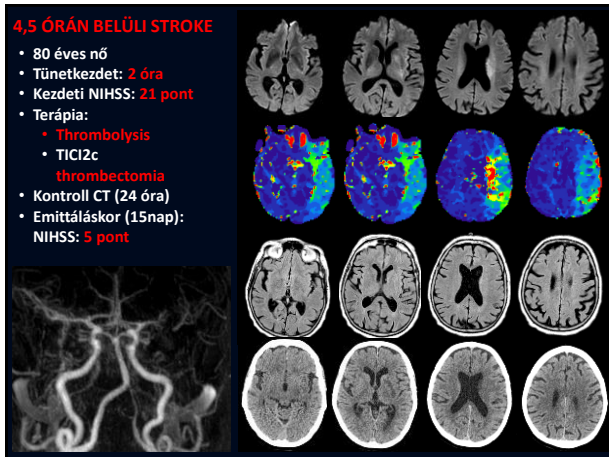 4,5 ÓRÁN BELÜLI STROKE
• 80 éves nő
• Tünetkezdet: 2 óra
• Kezdeti NIHSS: 21 pont
• Terápia:
• Thrombolysis
• TICI2c
thrombectomia
• Kontroll CT (24 óra)
• Emittáláskor (15nap):
NIHSS: 5 pont